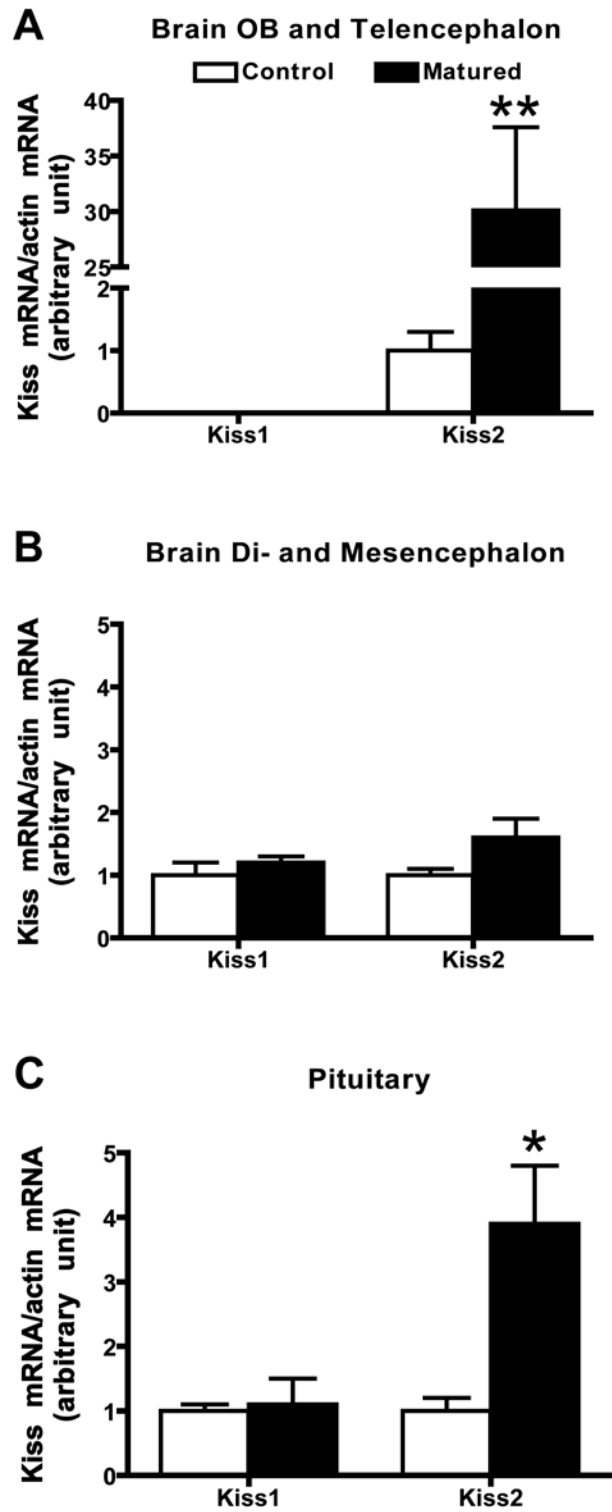 A Brain OB and Telencephalon
Control Matured
Kiss mRNA/actin mRNA
(arbitrary unit)
40
35
30
25
2
1
0
**
Kiss1 Kiss2
B Brain Di- and Mesencephalon
Kiss mRNA/actin mRNA
(arbitrary unit)
5
4
3
2
1
0
Kiss1 Kiss2
C Pituitary
Kiss mRNA/actin mRNA
(arbitrary unit)
5
4
3
2
1
0
*
Kiss1 Kiss2